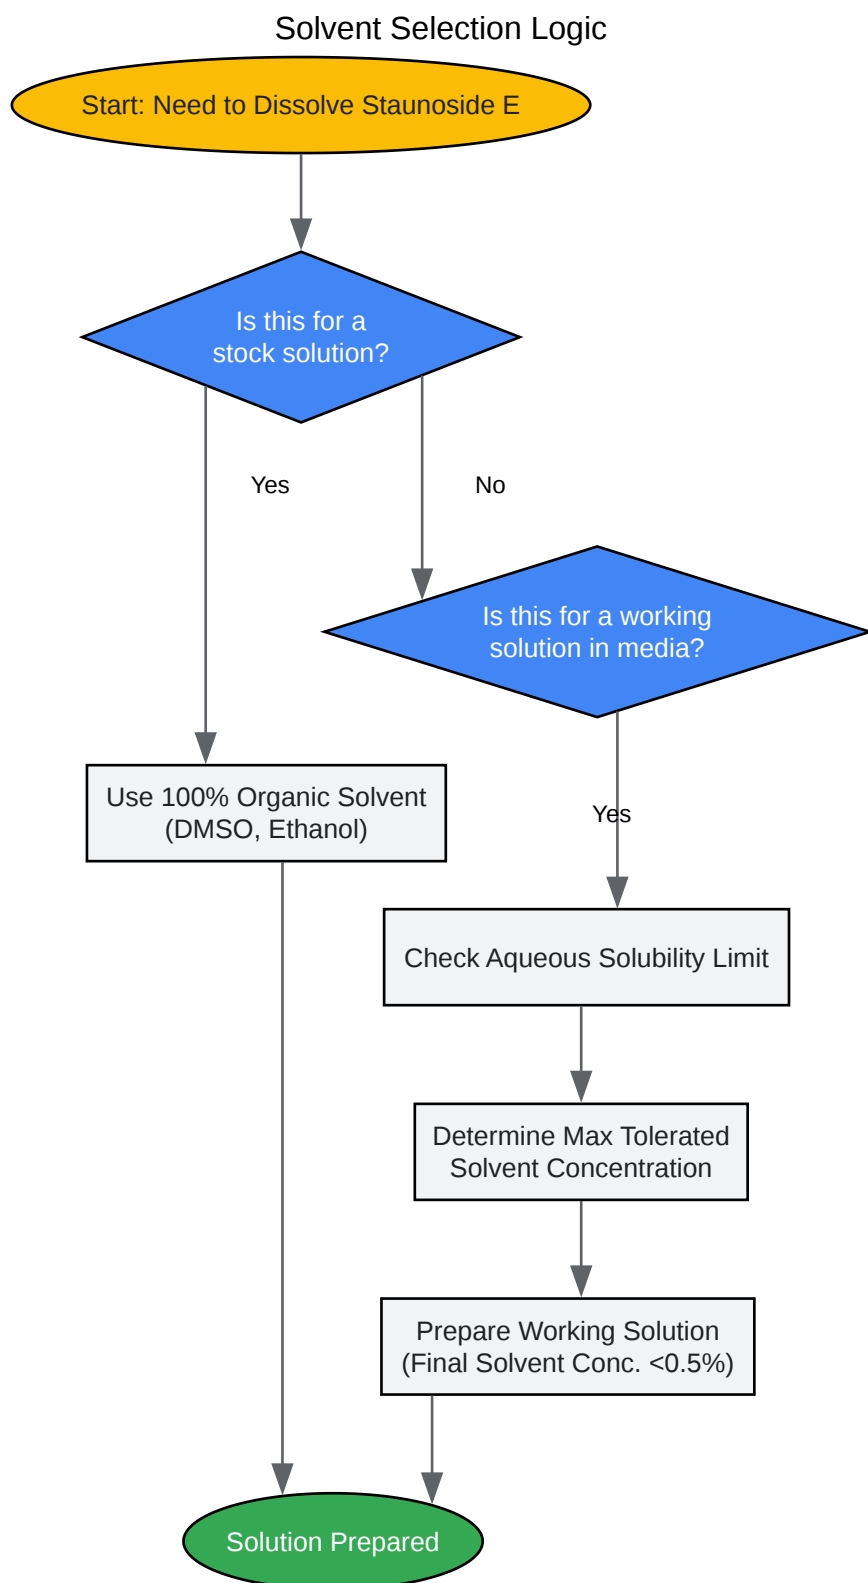 Solvent Selection Logic
Start: Need to Dissolve Staunoside E
Is this for a
stock solution?
Yes
No
Is this for a working
solution in media?
Use 100% Organic Solvent
(DMSO, Ethanol)
Yes
Check Aqueous Solubility Limit
Determine Max Tolerated
Solvent Concentration
Prepare Working Solution
(Final Solvent Conc. <0.5%)
Solution Prepared